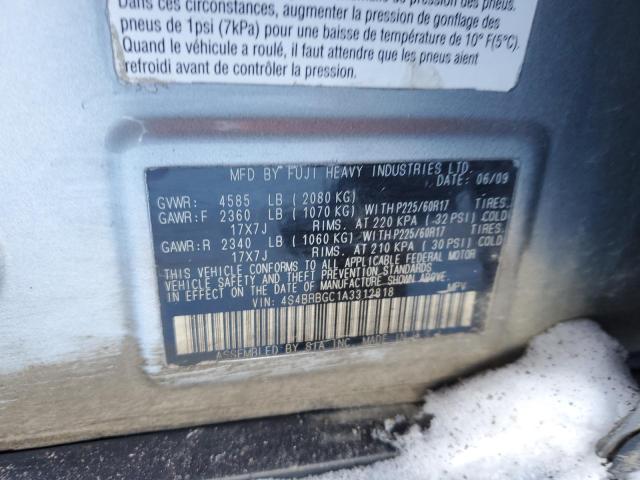 Dans ces circonstances, augmenter la pression de gonflage des
pneus de 1psi (7kPa) pour une baisse de température de 10° F(5°C).
Quand le véhicule a roulé, il faut attendre que les pneus aient
refroidi avant de contrôler la pression.
MFD BY FUJI HEAVY INDUSTRIES LTD.
DATE: 06/09
GVWR: 4585 LB (2080 KG)
GAWR:F 2360 LB (1070 KG) WITH P225/60R17 TIRES.
17X7J RIMS. AT 220 KPA (32 PSI) COLD
GAWR:R 2340 LB (1060 KG) WITH P225/60R17 TIRES.
17X7J RIMS. AT 210 KPA (30 PSI) COLD
THIS VEHICLE CONFORMS TO ALL APPLICABLE FEDERAL MOTOR
VEHICLE SAFETY AND THEFT PREVENTION STANDARDS
IN EFFECT ON THE DATE OF MANUFACTURE SHOWN ABOVE.
VIN: 4S4BRBGC1A3312818 MPV
ASSEMBLED BY SIA INC. MADE IN U.S.A.